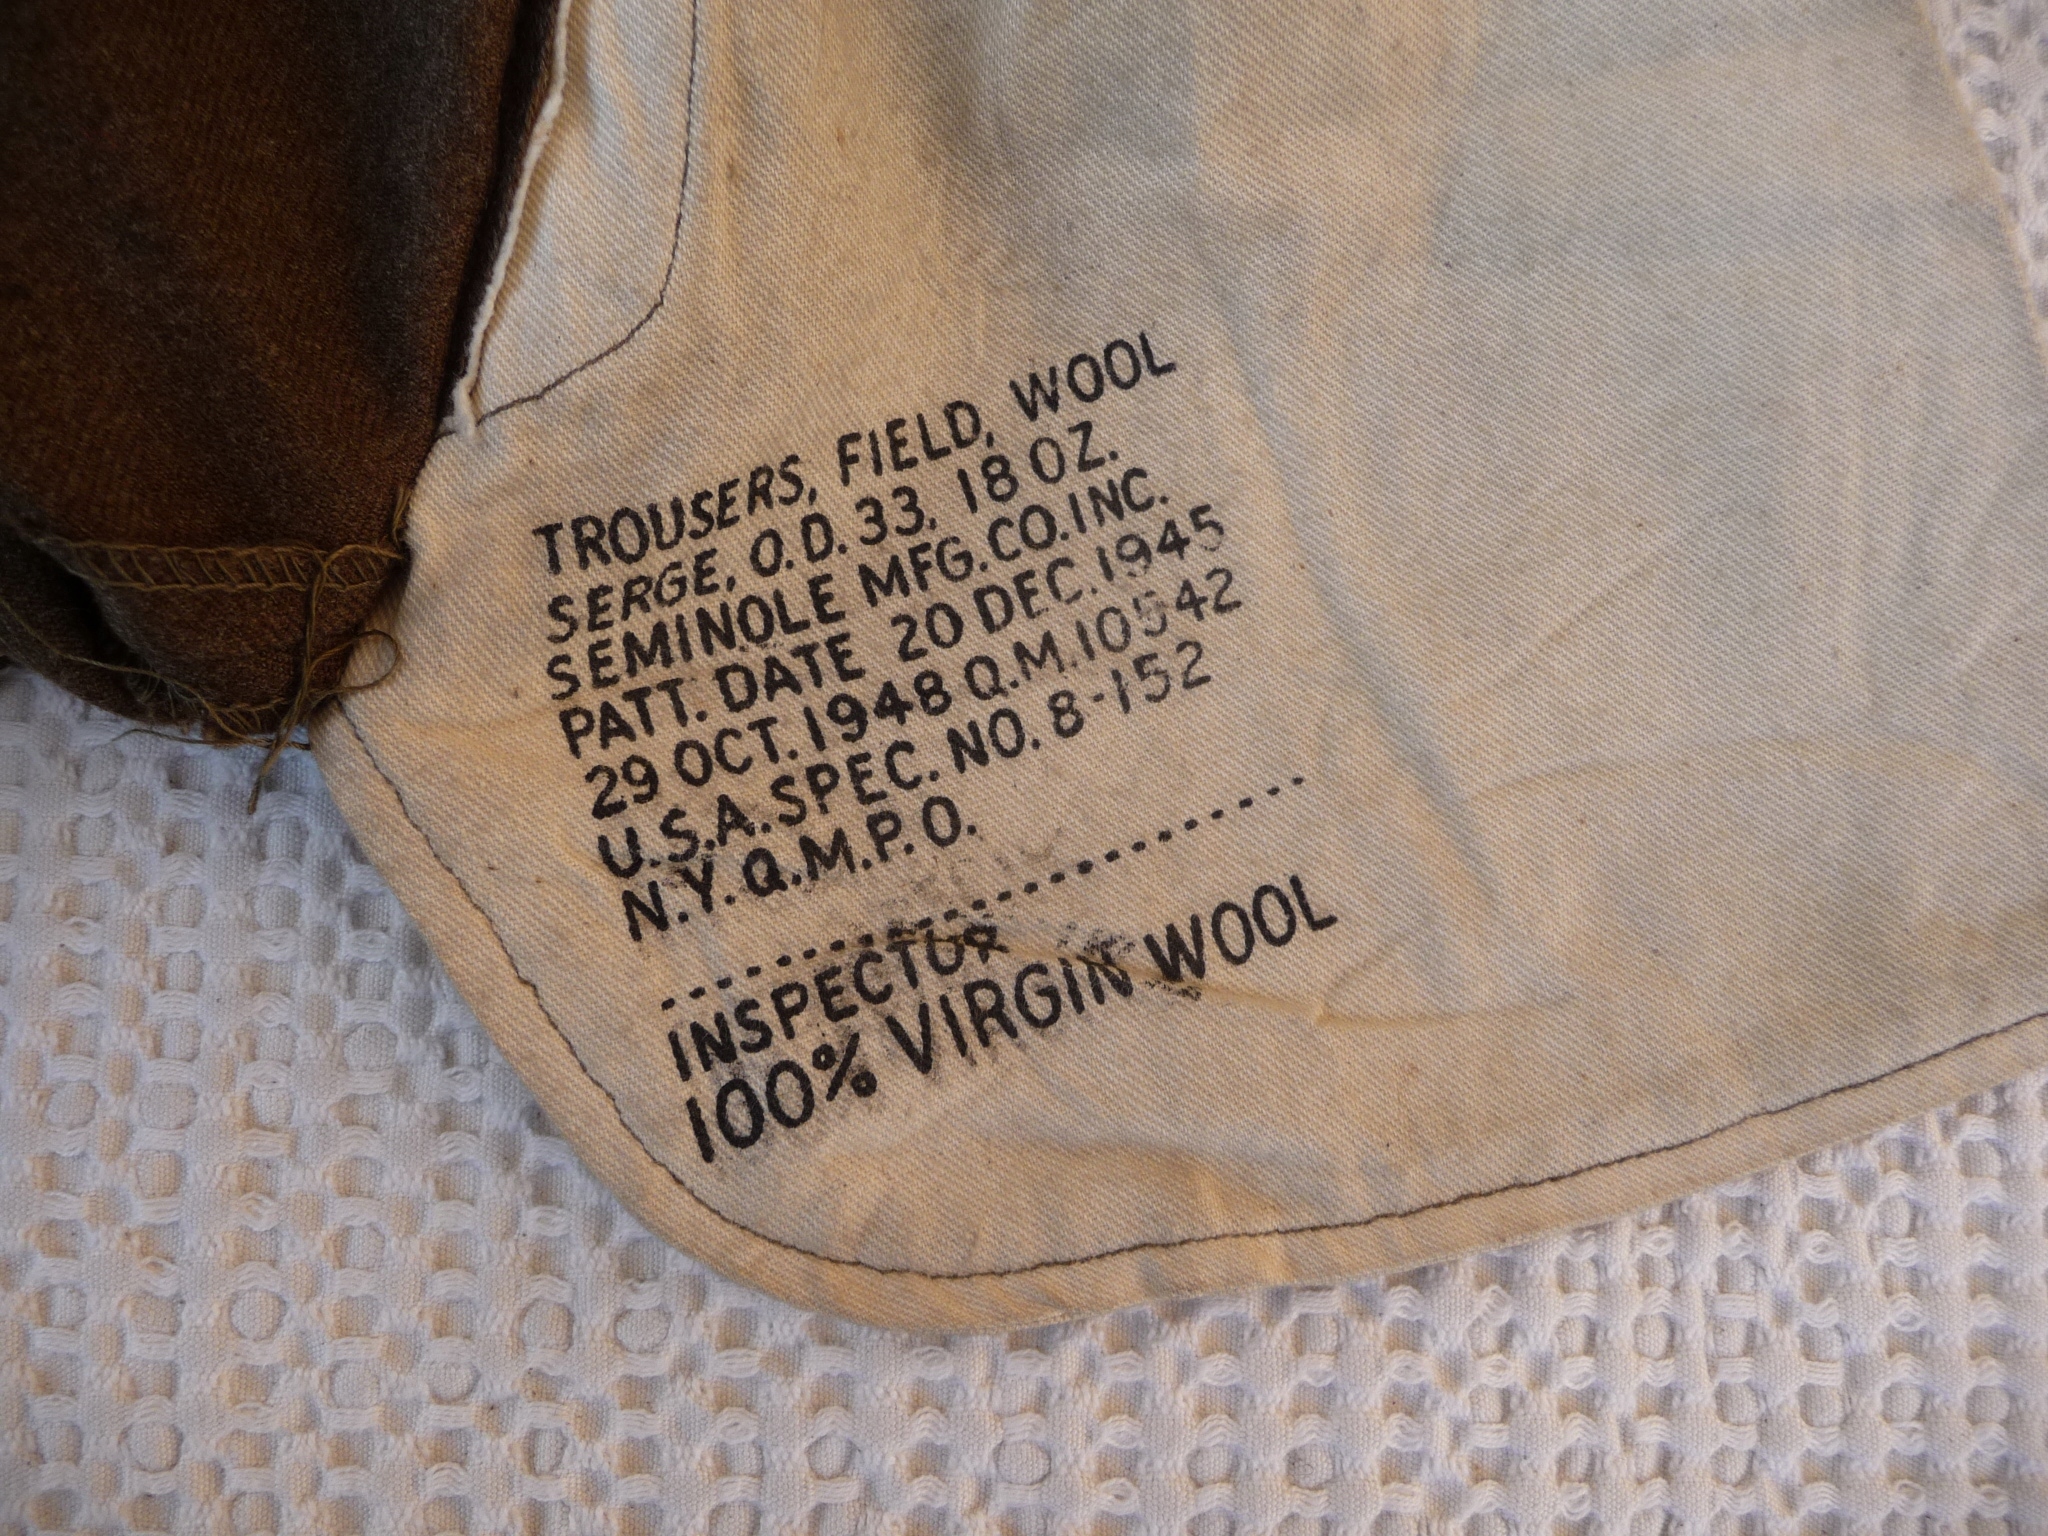 TROUSERS, FIELD, WOOL
SERGE, O.D. 33, 18 OZ.
SEMINOLE MFG. CO. INC.
PATT. DATE 20 DEC. 1945
29 OCT. 1948 Q.M. 10542
U.S.A. SPEC. NO. 8-152
N.Y. Q.M.P.O.
INSPECTOR
100% VIRGIN WOOL